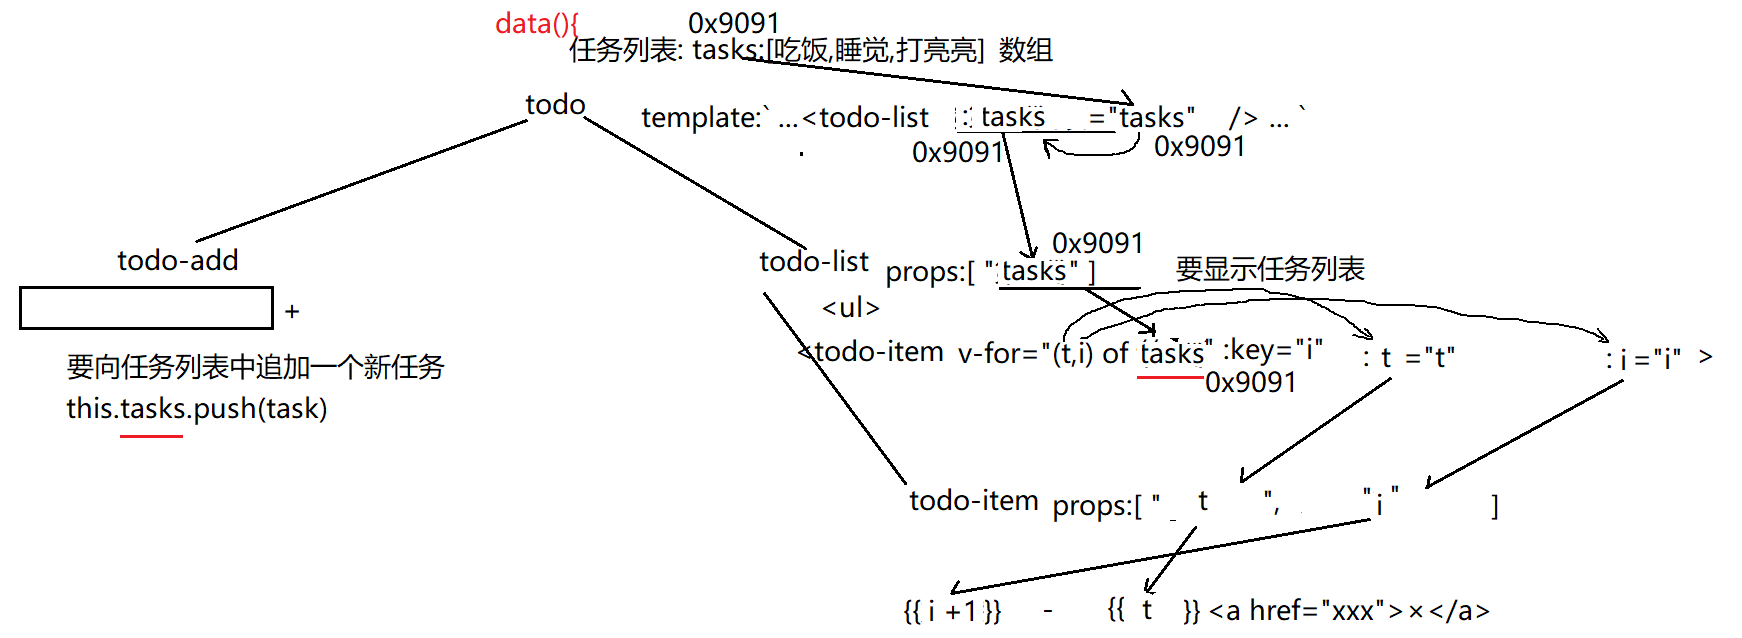 data(){ 0x9091
任务列表: tasks:[吃饭,睡觉,打亮亮] 数组
todo
template:` ...<todo-list :tasks ="tasks" /> ... `
0x9091 0x9091
todo-add
todo-list props:[ "tasks" ] 0x9091
要显示任务列表
+
<ul>
<todo-item v-for="(t,i) of tasks" :key="i" : t ="t" : i ="i" >
0x9091
要向任务列表中追加一个新任务
this.tasks.push(task)
todo-item props:[ " t ", "i" ]
{{ i +1 }} - {{ t }} <a href="xxx">×</a>